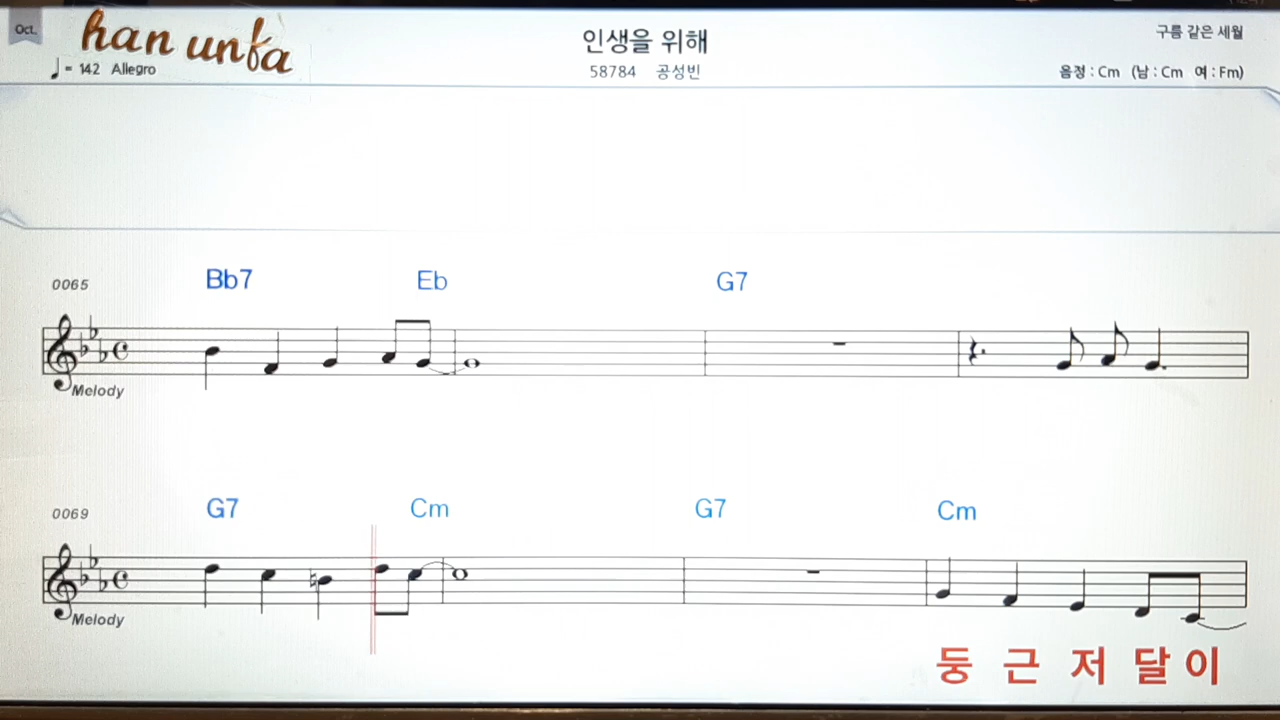 Oct.
han unfa
♩ = 142 Allegro
인생을 위해
58784 공성빈
구름 같은 세월
음정 : Cm (남 : Cm 여 : Fm)
0065
Bb7 Eb G7
Melody
0069
G7 Cm G7 Cm
Melody
둥 근 저 달 이